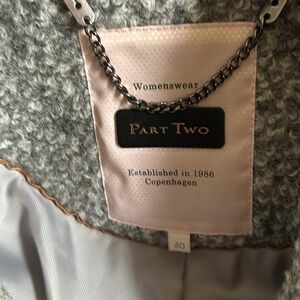 Womenswear
PART TWO
Established in 1986
Copenhagen
40